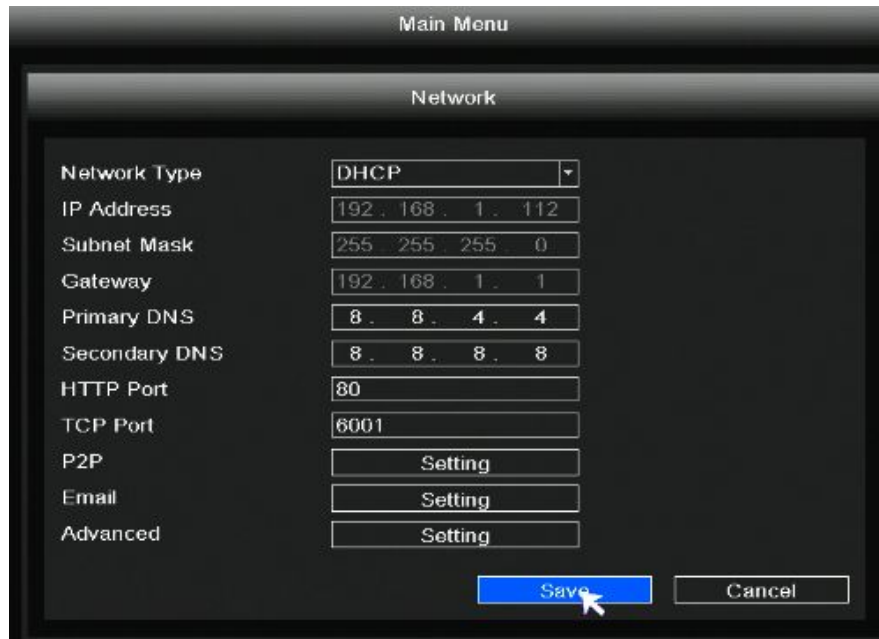 Main Menu
Network
Network Type DHCP
IP Address 192 . 168 . 1 . 112
Subnet Mask 255 . 255 . 255 . 0
Gateway 192 . 168 . 1 . 1
Primary DNS 8 . 8 . 4 . 4
Secondary DNS 8 . 8 . 8 . 8
HTTP Port 80
TCP Port 6001
P2P Setting
Email Setting
Advanced Setting
Save Cancel